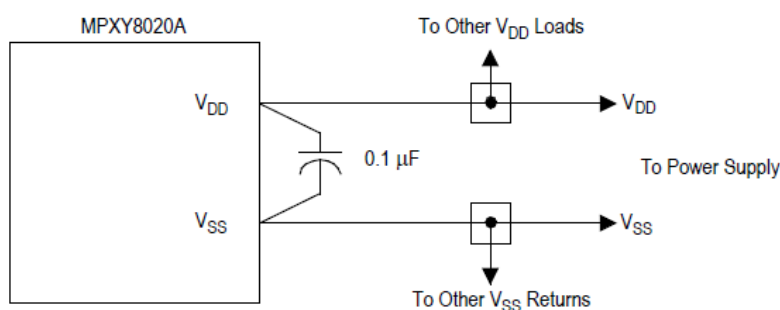 MPXY8020A
To Other VDD Loads
VDD
VDD
0.1 μF
To Power Supply
VSS
VSS
To Other VSS Returns